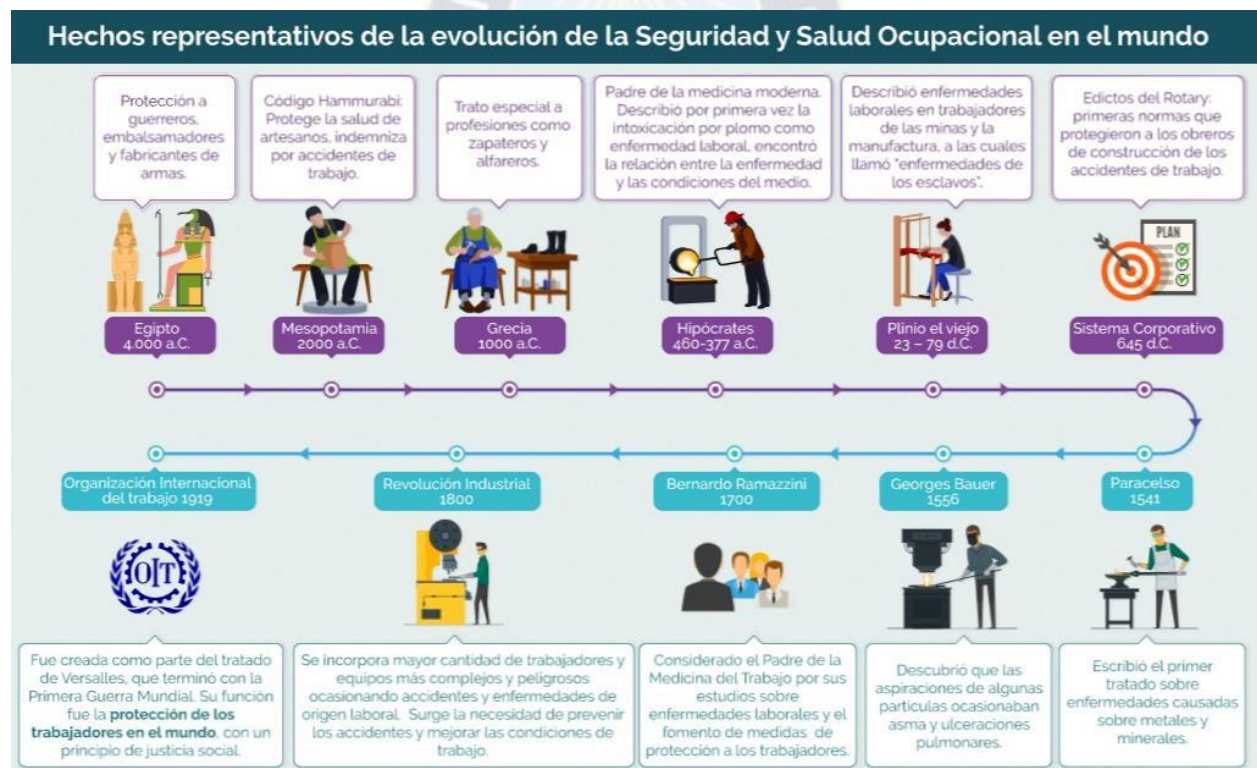 Hechos representativos de la evolución de la Seguridad y Salud Ocupacional en el mundo
Protección a
guerreros,
embalsamadores
y fabricantes de
armas.
Código Hammurabi:
Protege la salud de
artesanos, indemniza
por accidentes de
trabajo.
Trato especial a
profesiones como
zapateros y
alfareros.
Padre de la medicina moderna.
Describió por primera vez la
intoxicación por plomo como
enfermedad laboral, encontró
la relación entre la enfermedad
y las condiciones del medio.
Describió enfermedades
laborales en trabajadores
de las minas y la
manufactura, a las cuales
llamó "enfermedades de
los esclavos".
Edictos del Rotary:
primeras normas que
protegieron a los obreros
de construcción de los
accidentes de trabajo.
PLAN
Egipto
4.000 a.C.
Mesopotamia
2000 a.C.
Grecia
1000 a.C.
Hipócrates
460-377 a.C.
Plinio el viejo
23 – 79 d.C.
Sistema Corporativo
645 d.C.
Organización Internacional
del trabajo 1919
Revolución Industrial
1800
Bernardo Ramazzini
1700
Georges Bauer
1556
Paracelso
1541
OIT
Fue creada como parte del tratado
de Versalles, que terminó con la
Primera Guerra Mundial. Su función
fue la protección de los
trabajadores en el mundo, con un
principio de justicia social.
Se incorpora mayor cantidad de trabajadores y
equipos más complejos y peligrosos
ocasionando accidentes y enfermedades de
origen laboral. Surge la necesidad de prevenir
los accidentes y mejorar las condiciones de
trabajo.
Considerado el Padre de la
Medicina del Trabajo por sus
estudios sobre
enfermedades laborales y el
fomento de medidas de
protección a los trabajadores.
Descubrió que las
aspiraciones de algunas
particulas ocasionaban
asma y ulceraciones
pulmonares.
Escribió el primer
tratado sobre
enfermedades causadas
sobre metales y
minerales.